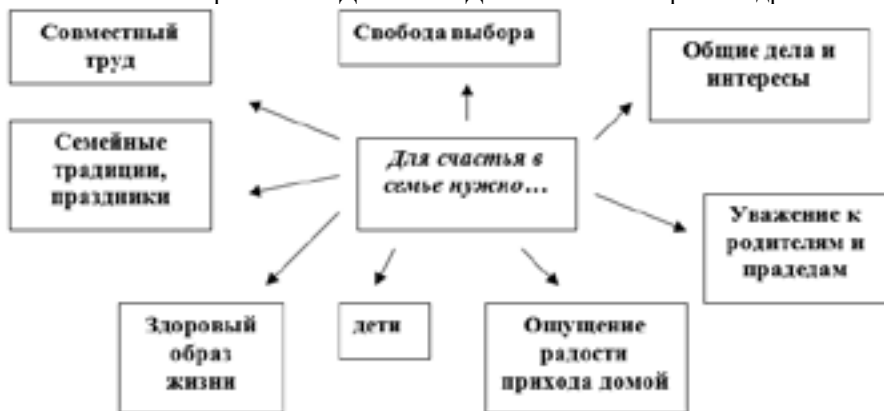 Совместный
труд
Свобода выбора
Общие дела и
интересы
Семейные
традиции,
праздники
Для счастья в
семье нужно...
Уважение к
родителям и
прадедам
Здоровый
образ
жизни
дети
Ощущение
радости
прихода домой